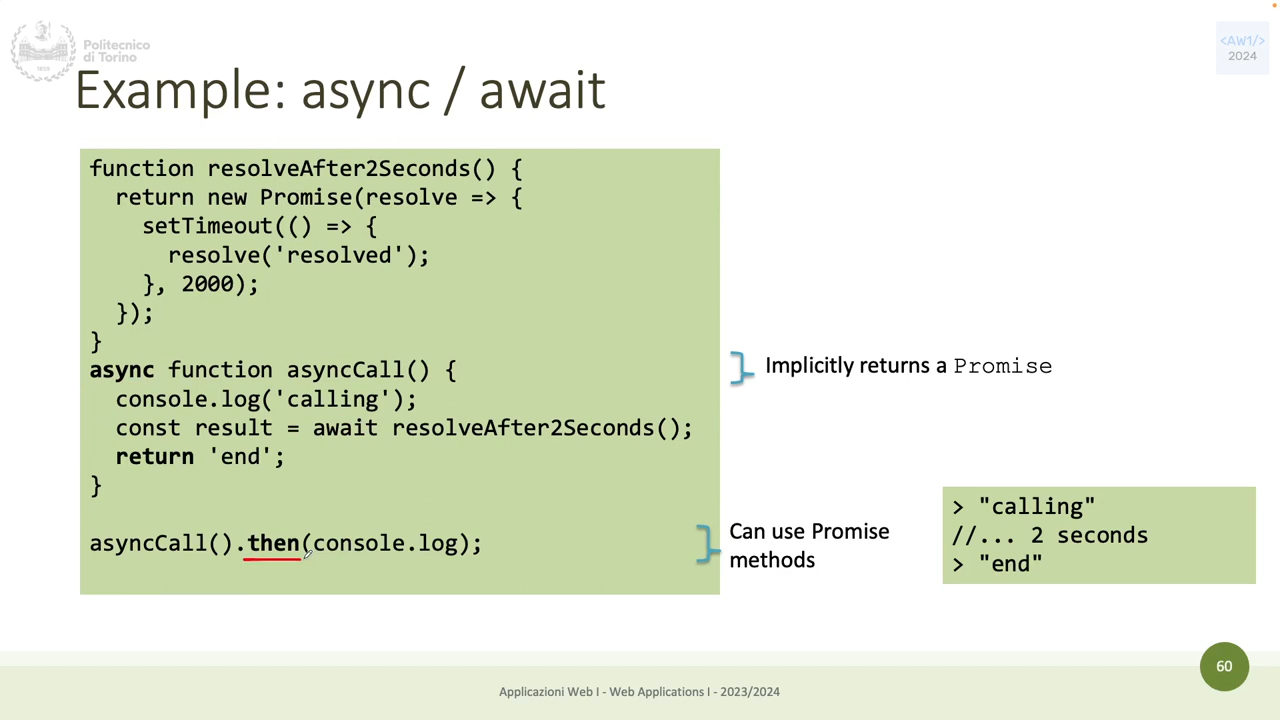 Politecnico
di Torino
<AW1/>
2024
Example: async / await
function resolveAfter2Seconds() {
  return new Promise(resolve => {
    setTimeout(() => {
      resolve('resolved');
    }, 2000);
  });
}
async function asyncCall() {
  console.log('calling');
  const result = await resolveAfter2Seconds();
  return 'end';
}
asyncCall().then(console.log);
Implicitly returns a Promise
Can use Promise
methods
> "calling"
//... 2 seconds
> "end"
Applicazioni Web I - Web Applications I - 2023/2024
60